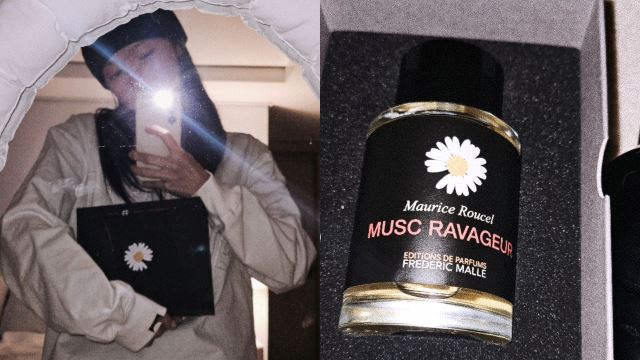 Maurice Roucel
MUSC RAVAGEUR
EDITIONS DE PARFUMS
FREDERIC MALLE